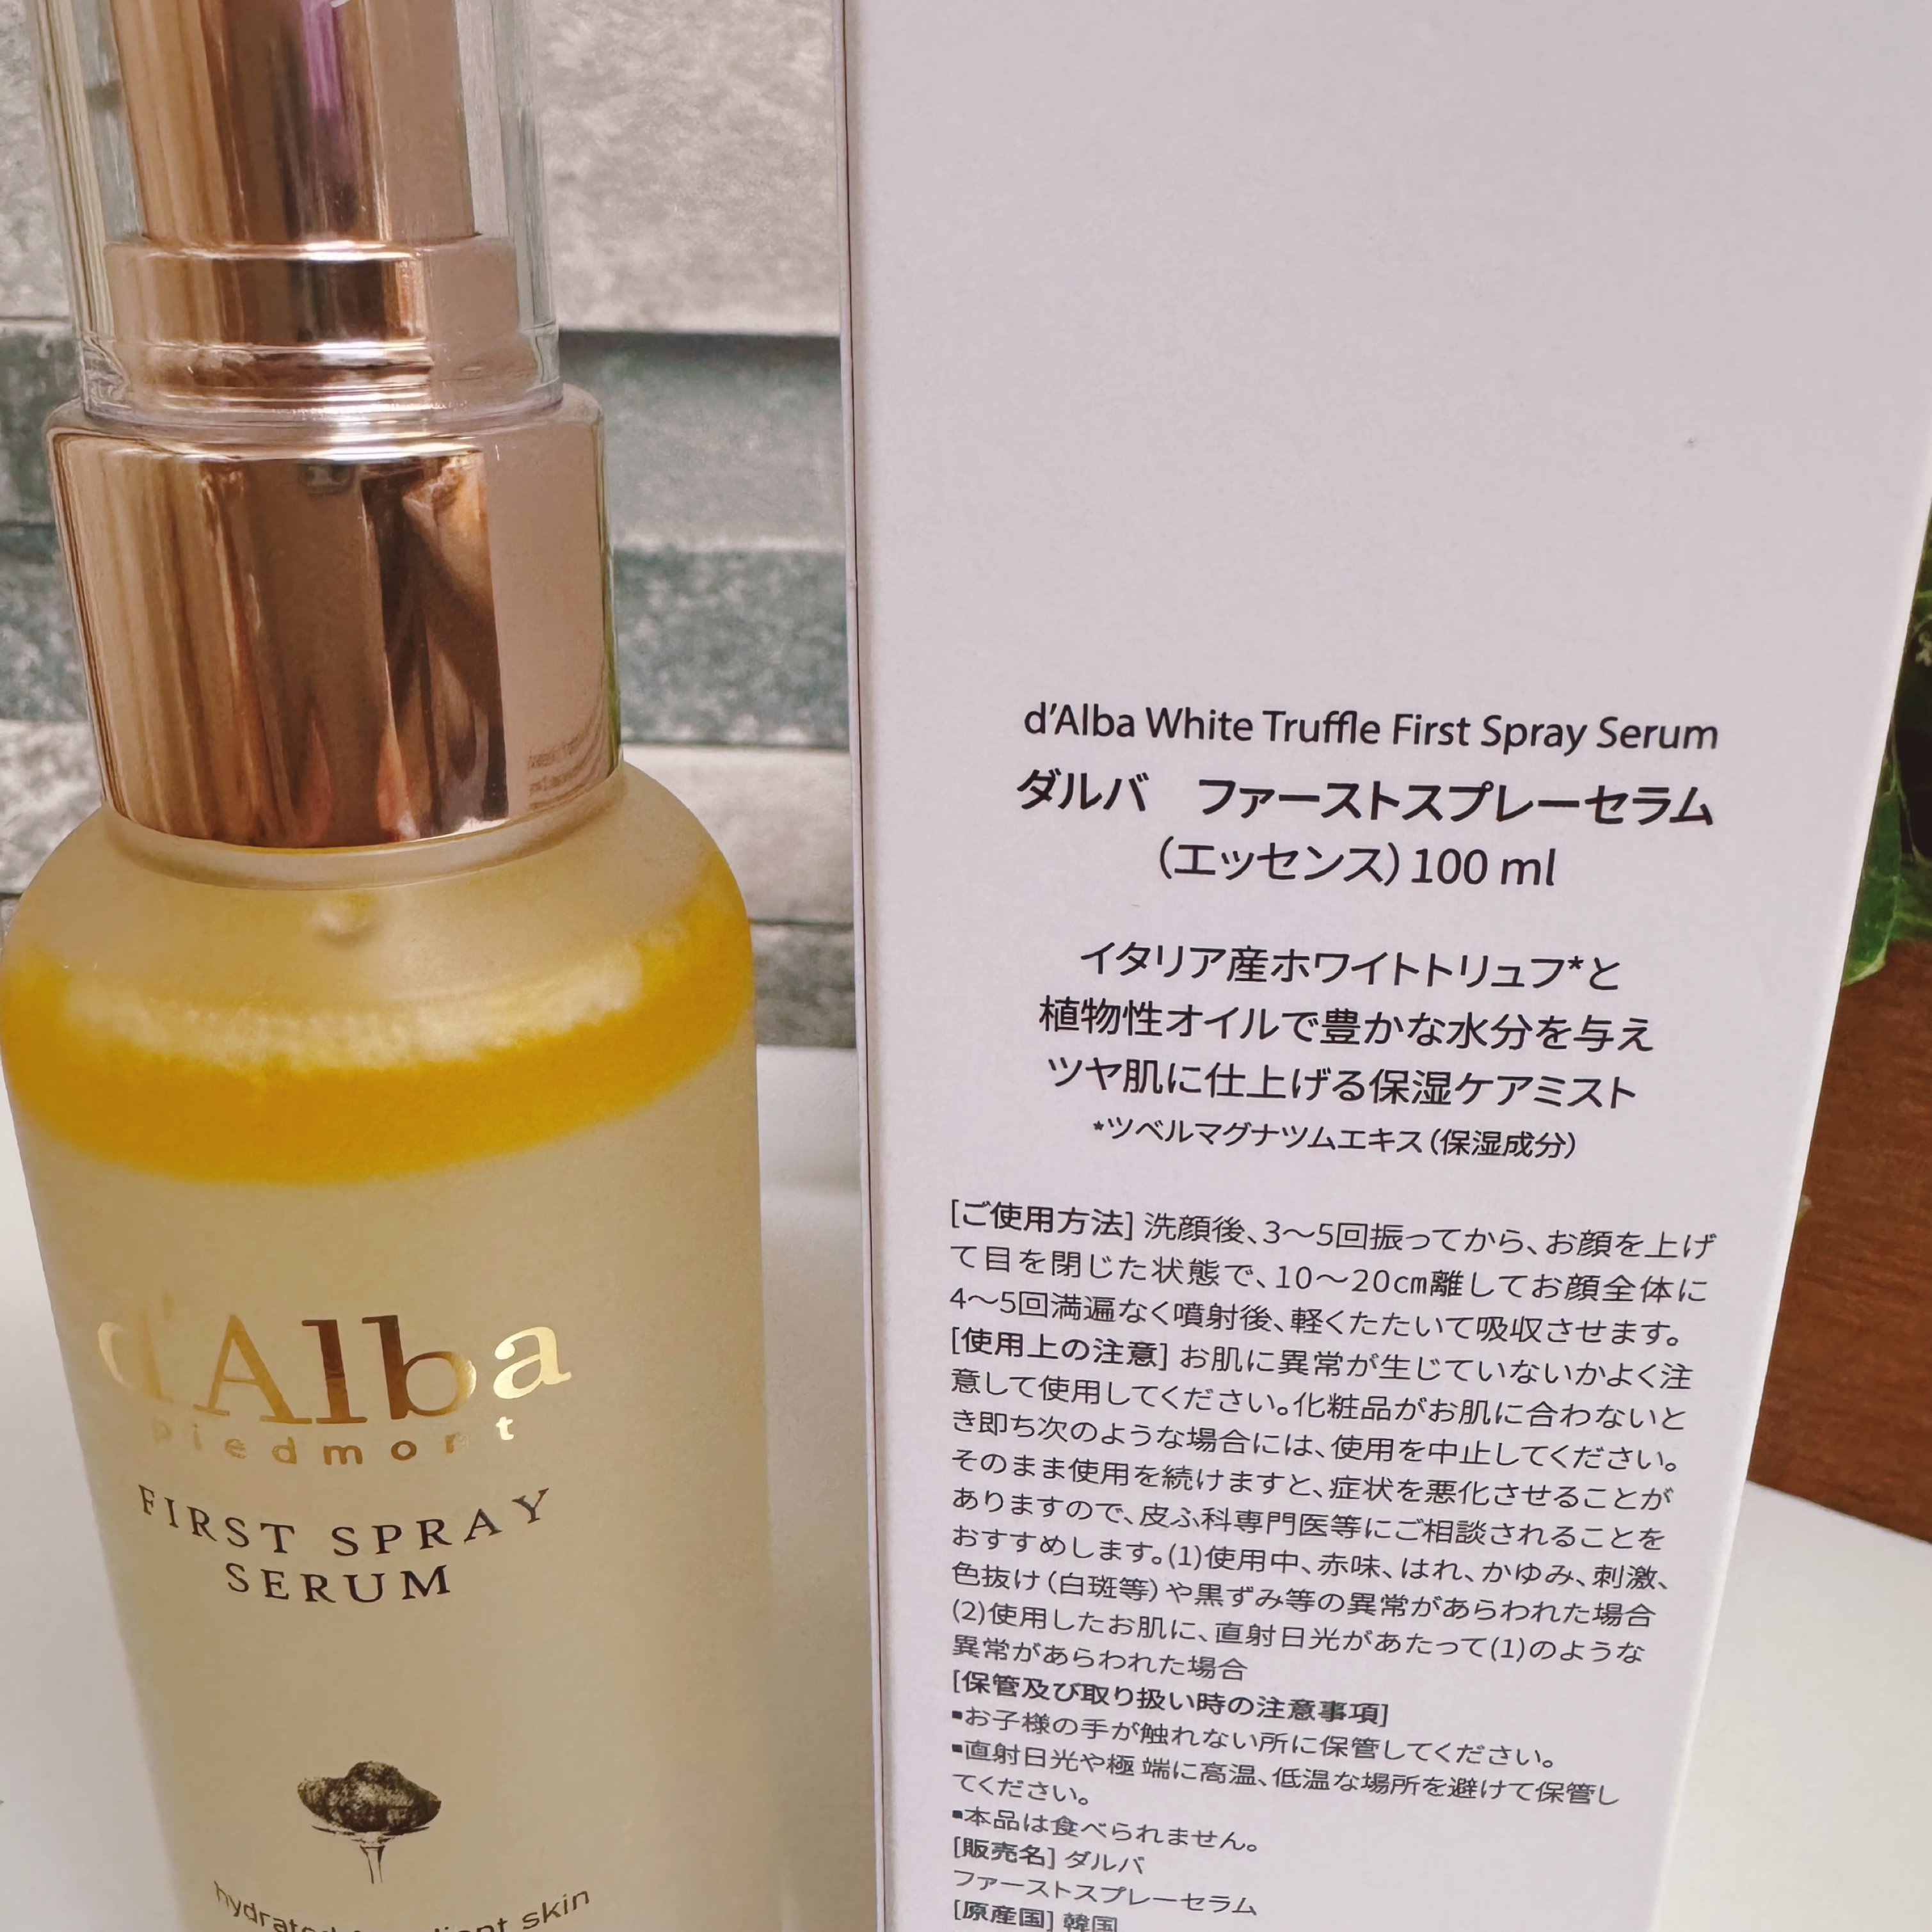 d'Alba
piedmont
FIRST SPRAY
SERUM
skin
d'Alba White Truffle First Spray Serum
ダルバ　ファーストスプレーセラム
（エッセンス）100 ml
イタリア産ホワイトトリュフ*と
植物性オイルで豊かな水分を与え
ツヤ肌に仕上げる保湿ケアミスト
*ツベルマグナツムエキス（保湿成分）
[ご使用方法] 洗顔後、3～5回振ってから、お顔を上げ
て目を閉じた状態で、10～20㎝離してお顔全体に
4～5回満遍なく噴射後、軽くたたいて吸収させます。
[使用上の注意] お肌に異常が生じていないかよく注
意して使用してください。化粧品がお肌に合わないと
き即ち次のような場合には、使用を中止してください。
そのまま使用を続けますと、症状を悪化させることが
ありますので、皮ふ科専門医等にご相談されることを
おすすめします。(1)使用中、赤味、はれ、かゆみ、刺激、
色抜け（白斑等）や黒ずみ等の異常があらわれた場合
(2)使用したお肌に、直射日光があたって(1)のような
異常があらわれた場合
[保管及び取り扱い時の注意事項]
▪お子様の手が触れない所に保管してください。
▪直射日光や極 端に高温、低温な場所を避けて保管し
てください。
▪本品は食べられません。
[販売名] ダルバ
ファーストスプレーセラム
[原産国] 韓国